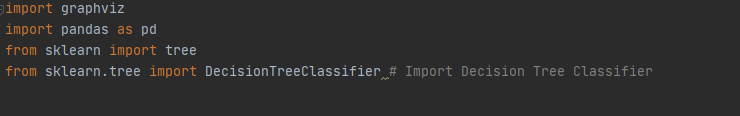 import graphviz
import pandas as pd
from sklearn import tree
from sklearn.tree import DecisionTreeClassifier # Import Decision Tree Classifier